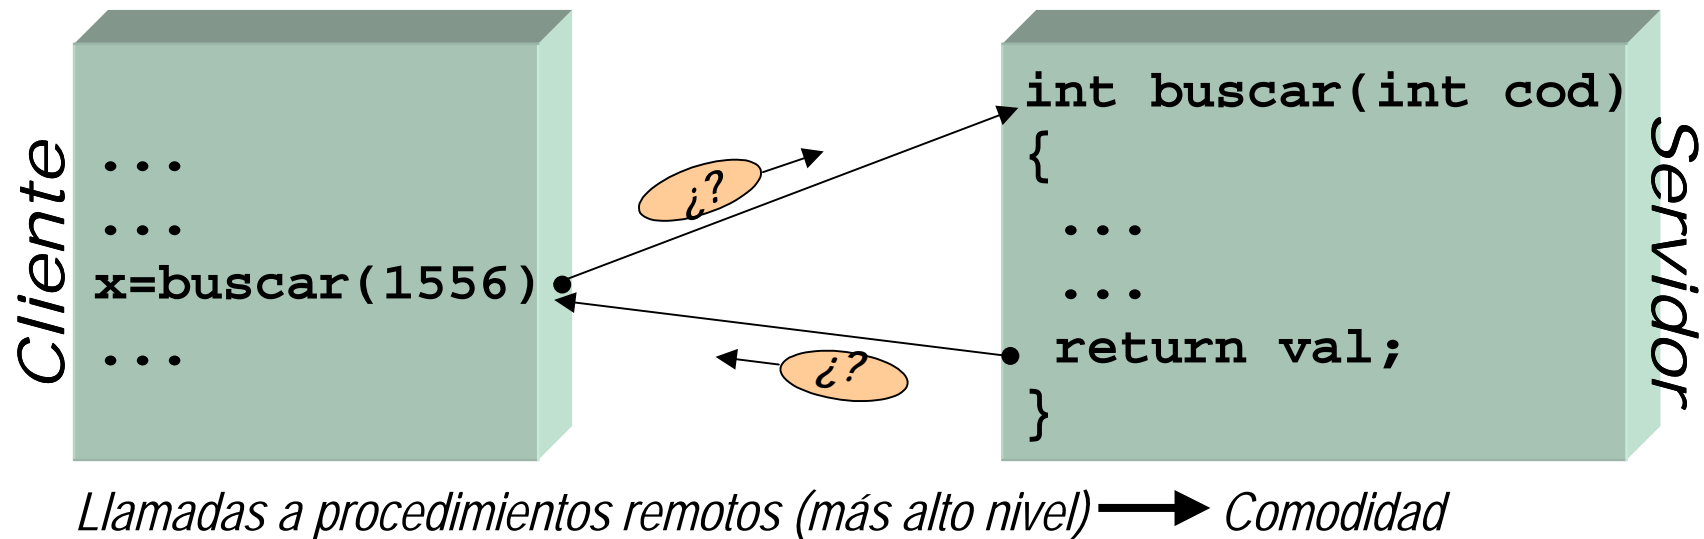 Cliente
...
...
x=buscar(1556)
...
¿?
¿?
int buscar(int cod)
{
...
...
return val;
}
Servidor
Llamadas a procedimientos remotos (más alto nivel) → Comodidad